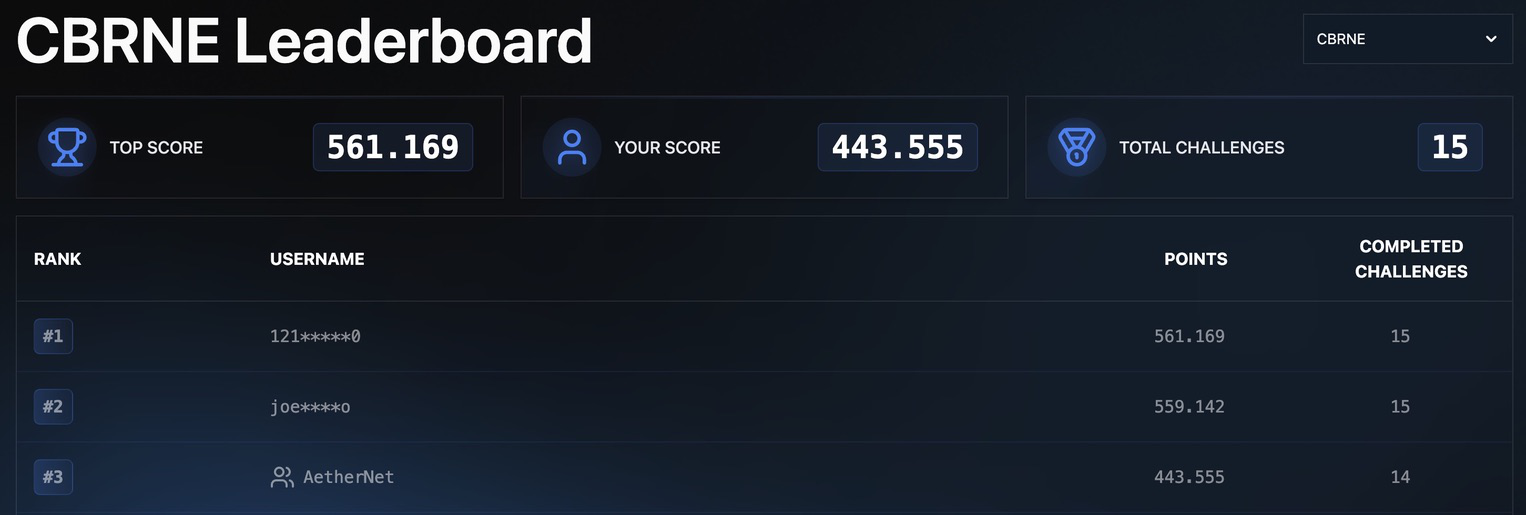 CBRNE Leaderboard
CBRNE
TOP SCORE 561.169
YOUR SCORE 443.555
TOTAL CHALLENGES 15
RANK USERNAME POINTS COMPLETED CHALLENGES
#1 121*****0 561.169 15
#2 joe****o 559.142 15
#3 AetherNet 443.555 14